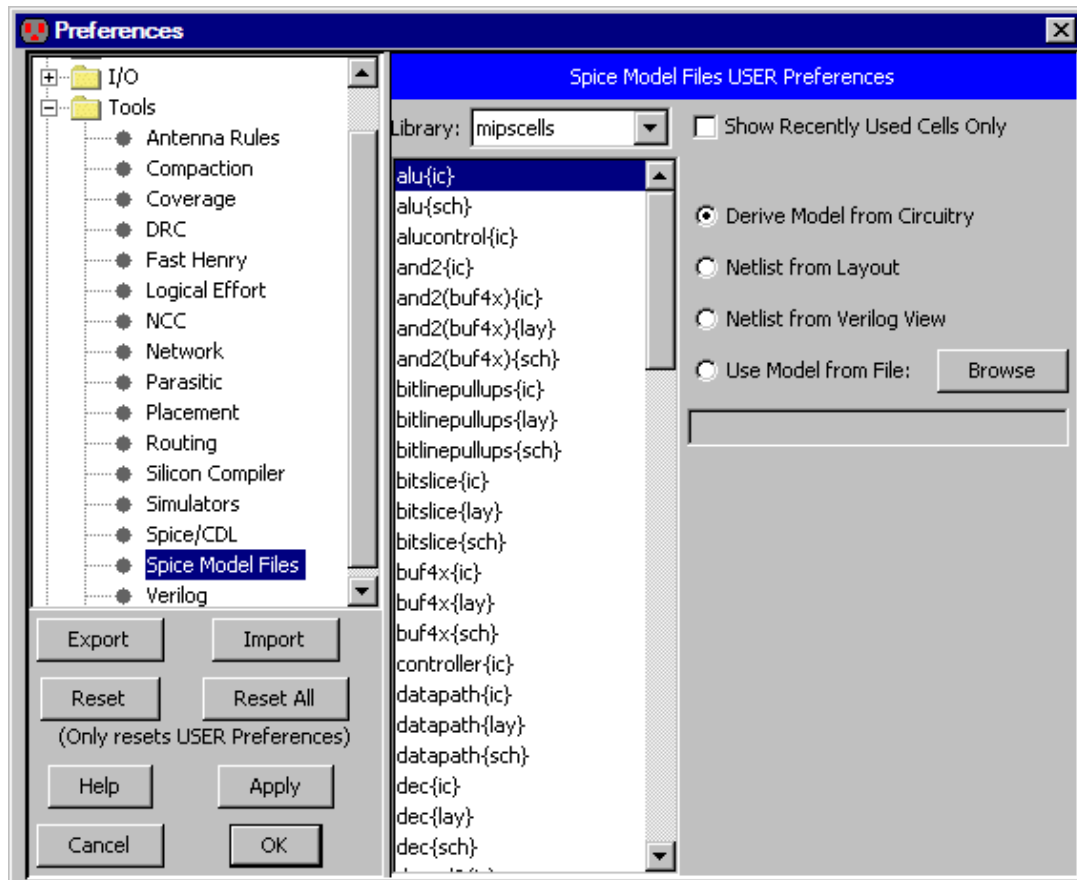 Preferences
I/O
Tools
Antenna Rules
Compaction
Coverage
DRC
Fast Henry
Logical Effort
NCC
Network
Parasitic
Placement
Routing
Silicon Compiler
Simulators
Spice/CDL
Spice Model Files
Verilog
Export Import
Reset Reset All
(Only resets USER Preferences)
Help Apply
Cancel OK
Spice Model Files USER Preferences
Library: mipscells
alu{ic}
alu{sch}
alucontrol{ic}
and2{ic}
and2(buf4x){ic}
and2(buf4x){lay}
and2(buf4x){sch}
bitlinepullups{ic}
bitlinepullups{lay}
bitlinepullups{sch}
bitslice{ic}
bitslice{lay}
bitslice{sch}
buf4x{ic}
buf4x{lay}
buf4x{sch}
controller{ic}
datapath{ic}
datapath{lay}
datapath{sch}
dec{ic}
dec{lay}
dec{sch}
Show Recently Used Cells Only
Derive Model from Circuitry
Netlist from Layout
Netlist from Verilog View
Use Model from File: Browse